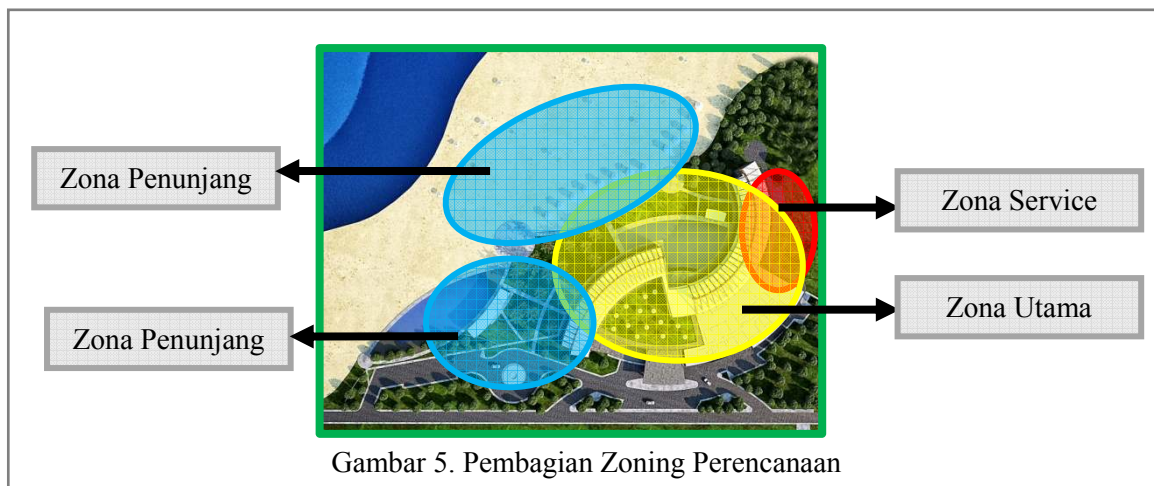 Zona Penunjang
Zona Service
Zona Penunjang
Zona Utama
Gambar 5. Pembagian Zoning Perencanaan